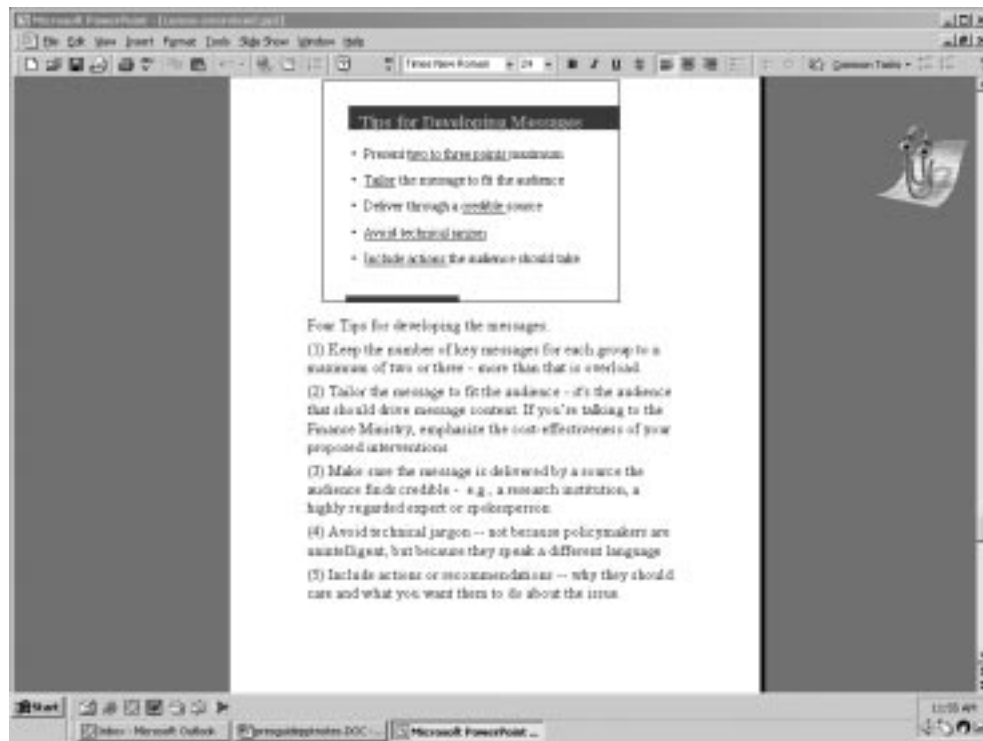 Microsoft PowerPoint -
File Edit View Insert Format Tools Slide Show Window Help
Times New Roman 24 B I U S Common Tasks
Tips for Developing Messages
• Present two to three points maximum
• Tailor the message to fit the audience
• Deliver through a credible source
• Avoid technical jargon
• Include actions the audience should take
Four Tips for developing the messages:
(1) Keep the number of key messages for each group to a
maximum of two or three - more than that is overload.
(2) Tailor the message to fit the audience - it's the audience
that should drive message content. If you're talking to the
Finance Ministry, emphasize the cost-effectiveness of your
proposed interventions.
(3) Make sure the message is delivered by a source the
audience finds credible - e.g., a research institution, a
highly regarded expert or spokesperson.
(4) Avoid technical jargon -- not because policymakers are
unintelligent, but because they speak a different language
(5) Include actions or recommendations -- why they should
care and what you want them to do about the issue.
Start
11:55 AM
Inbox - Microsoft Outlook
Microsoft PowerPoint ...